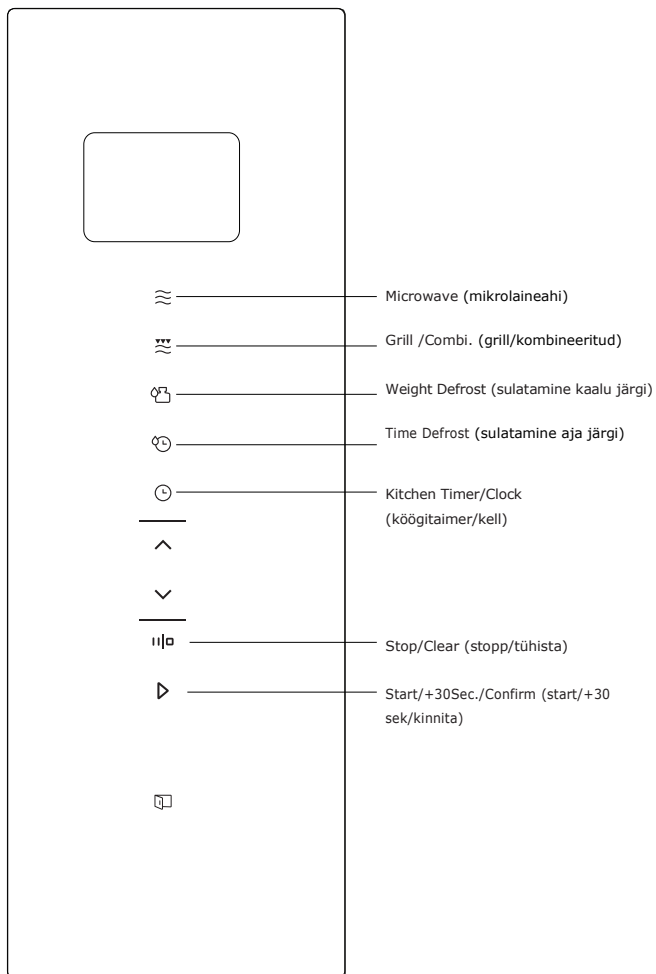 Microwave (mikrolaineahi)
Grill /Combi. (grill/kombineeritud)
Weight Defrost (sulatamine kaalu järgi)
Time Defrost (sulatamine aja järgi)
Kitchen Timer/Clock
(köögitaimer/kell)
Stop/Clear (stopp/tühista)
Start/+30Sec./Confirm (start/+30
sek/kinnita)